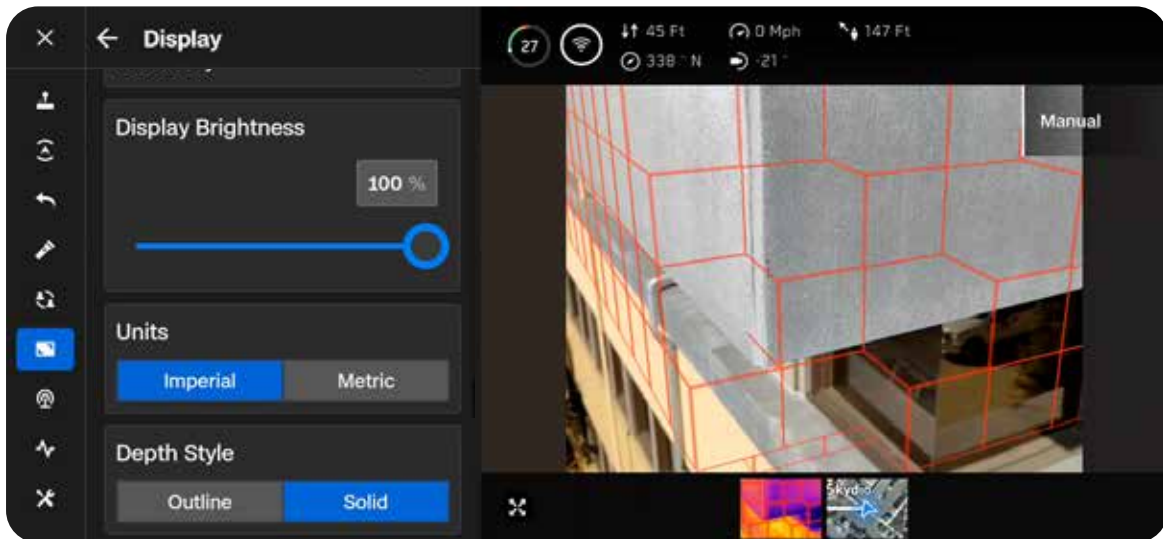 Display
Display Brightness
100 %
Units
Imperial
Metric
Depth Style
Outline
Solid
27
45 Ft
0 Mph
147 Ft
338 ° N
-21 °
Manual
Skydio